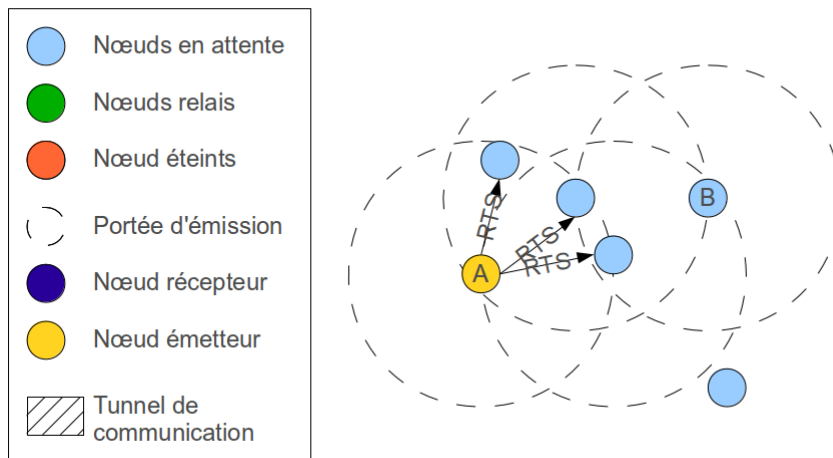 Nœuds en attente
Nœuds relais
Nœud éteints
Portée d'émission
Nœud récepteur
Nœud émetteur
Tunnel de
communication
RTS
RTS
RTS
A
B